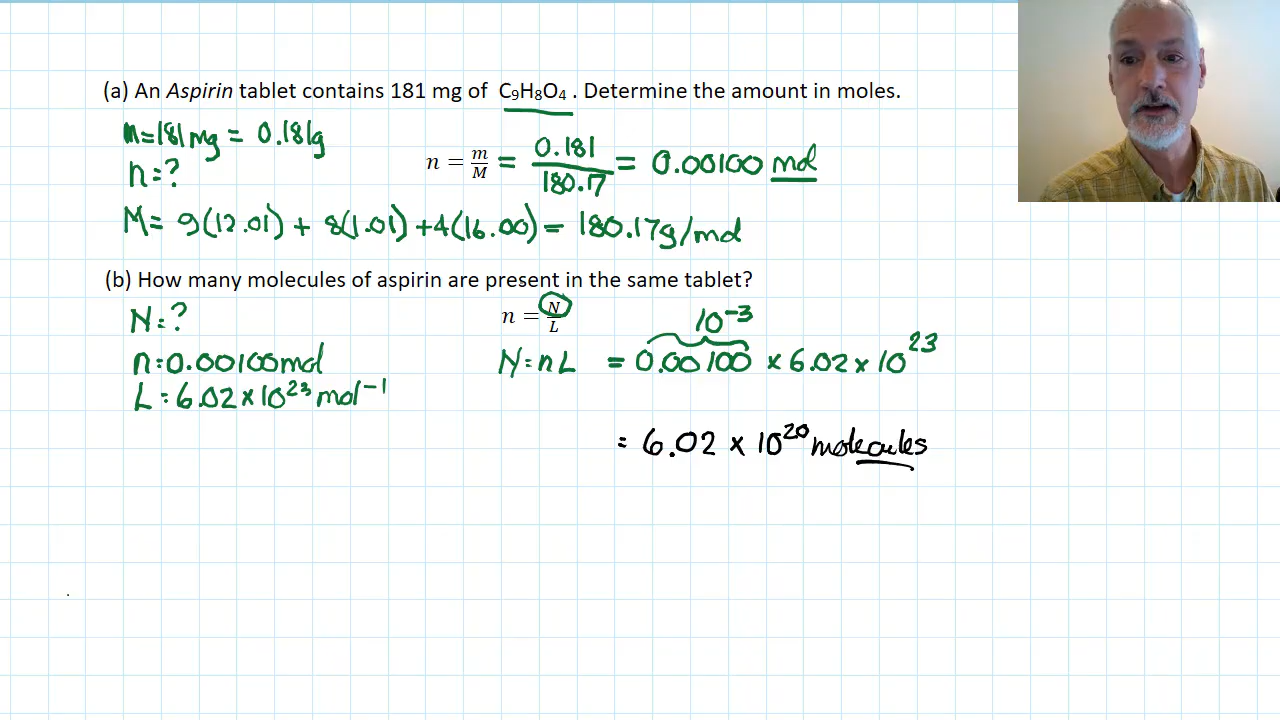 (a) An Aspirin tablet contains 181 mg of C₉H₈O₄ . Determine the amount in moles.
m=181mg = 0.181g
n=?
n = m/M = 0.181/180.17 = 0.00100 mol
M= 9(12.01) + 8(1.01) +4(16.00) = 180.17g/mol
(b) How many molecules of aspirin are present in the same tablet?
N=?
n = N/L
10⁻³
n=0.00100mol
N=nL = 0.00100 × 6.02 × 10²³
L=6.02×10²³ mol⁻¹
= 6.02 × 10²⁰ molecules